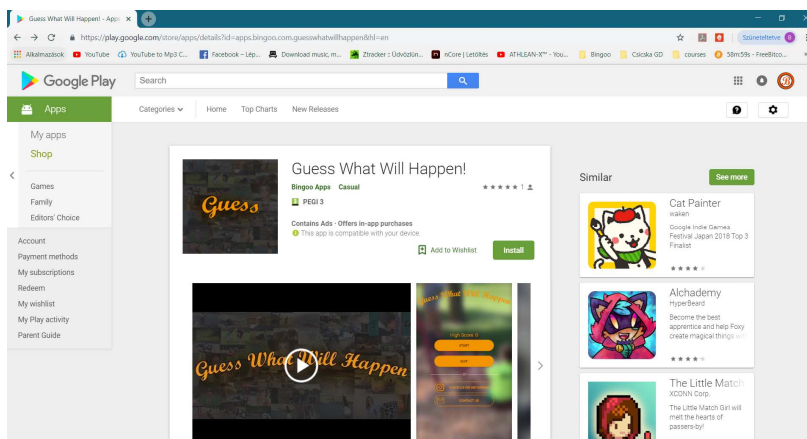 Guess What Will Happen! - Apps
https://play.google.com/store/apps/details?id=apps.bingoo.com.guesswhatwillhappen&hl=en
Szüneteltetve
B
Alkalmazások
YouTube
YouTube to Mp3 C...
Facebook – Lép...
Download music, m...
Ztracker :: Üdvözlün...
nCore | Letöltés
ATHLEAN-X™ - You...
Bingoo
Csicska GD
courses
58m:59s - FreeBitco...
Google Play
Search
Apps
Categories
Home
Top Charts
New Releases
My apps
Shop
Games
Family
Editors' Choice
Account
Payment methods
My subscriptions
Redeem
My wishlist
My Play activity
Parent Guide
Guess
Guess What Will Happen!
Bingoo Apps Casual
1
PEGI 3
Contains Ads · Offers in-app purchases
This app is compatible with your device.
Add to Wishlist
Install
Guess What Will Happen
Guess What Will Happen
High Score: 0
START
CONTACT US
Similar
See more
Cat Painter
waken
Google Indie Games
Festival Japan 2018 Top 3
Finalist
Alchademy
HyperBeard
Become the best
apprentice and help Foxy
create magical things
The Little Match
XCONN Corp.
The Little Match Girl will
melt the hearts of
passers-by!